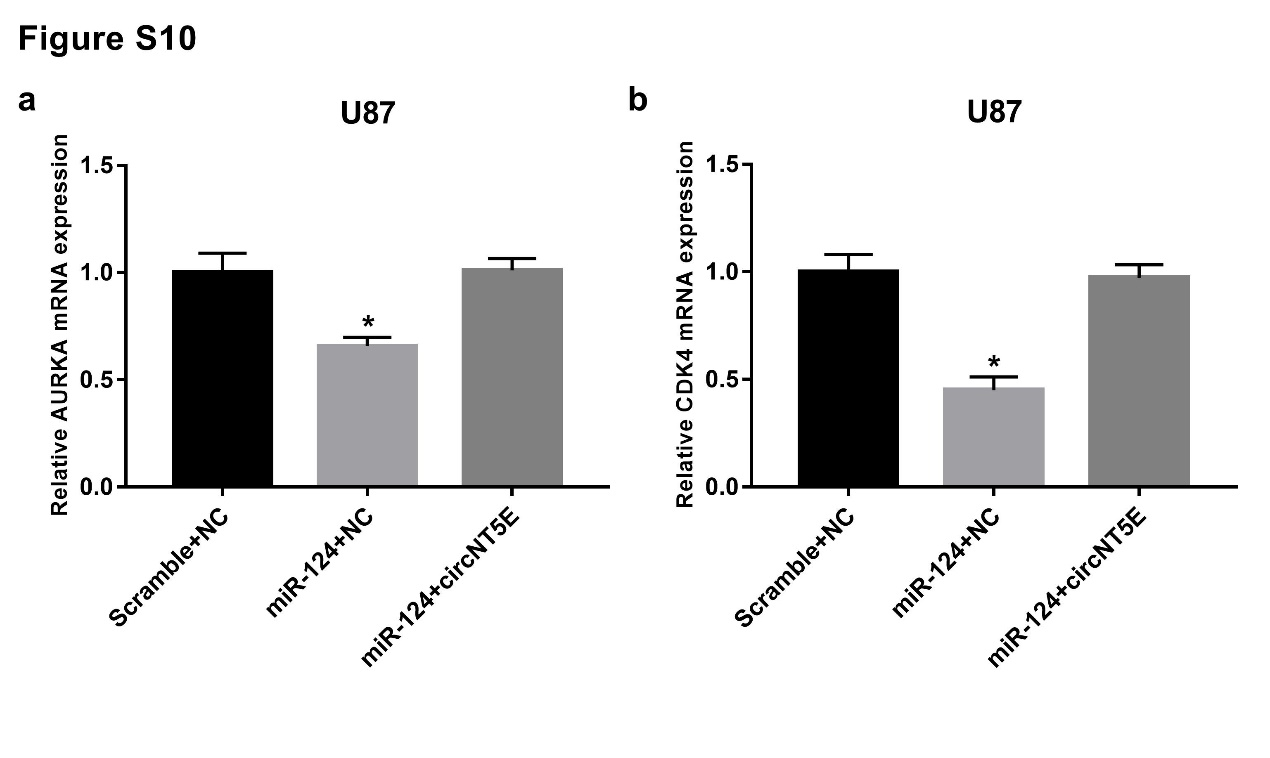 Figure S10
a
U87
Relative AURKA mRNA expression
1.5
1.0
0.5
0.0
*
Scramble+NC
miR-124+NC
miR-124+circNT5E
b
U87
Relative CDK4 mRNA expression
1.5
1.0
0.5
0.0
*
Scramble+NC
miR-124+NC
miR-124+circNT5E